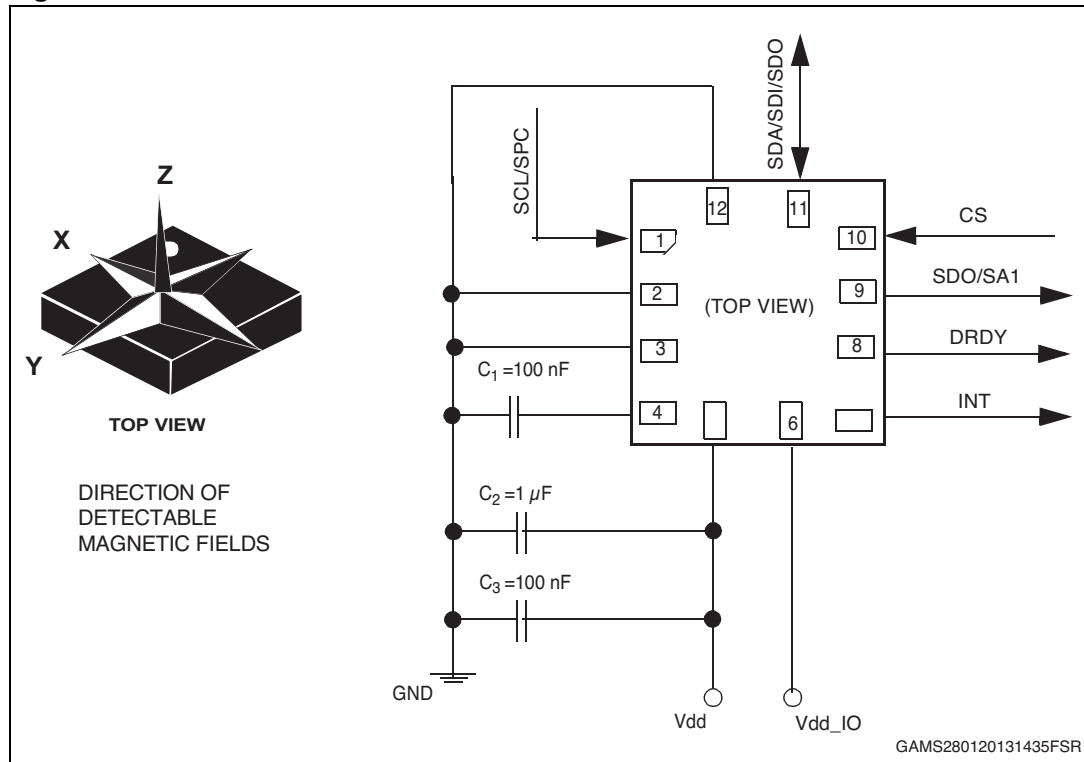 Z
X
Y
TOP VIEW
DIRECTION OF
DETECTABLE
MAGNETIC FIELDS
SCL/SPC
SDA/SDI/SDO
12
11
1
10
CS
2
9
SDO/SA1
(TOP VIEW)
3
8
DRDY
C1 =100 nF
4
6
INT
C2 =1 µF
C3 =100 nF
GND
Vdd
Vdd_IO
GAMS280120131435FSR